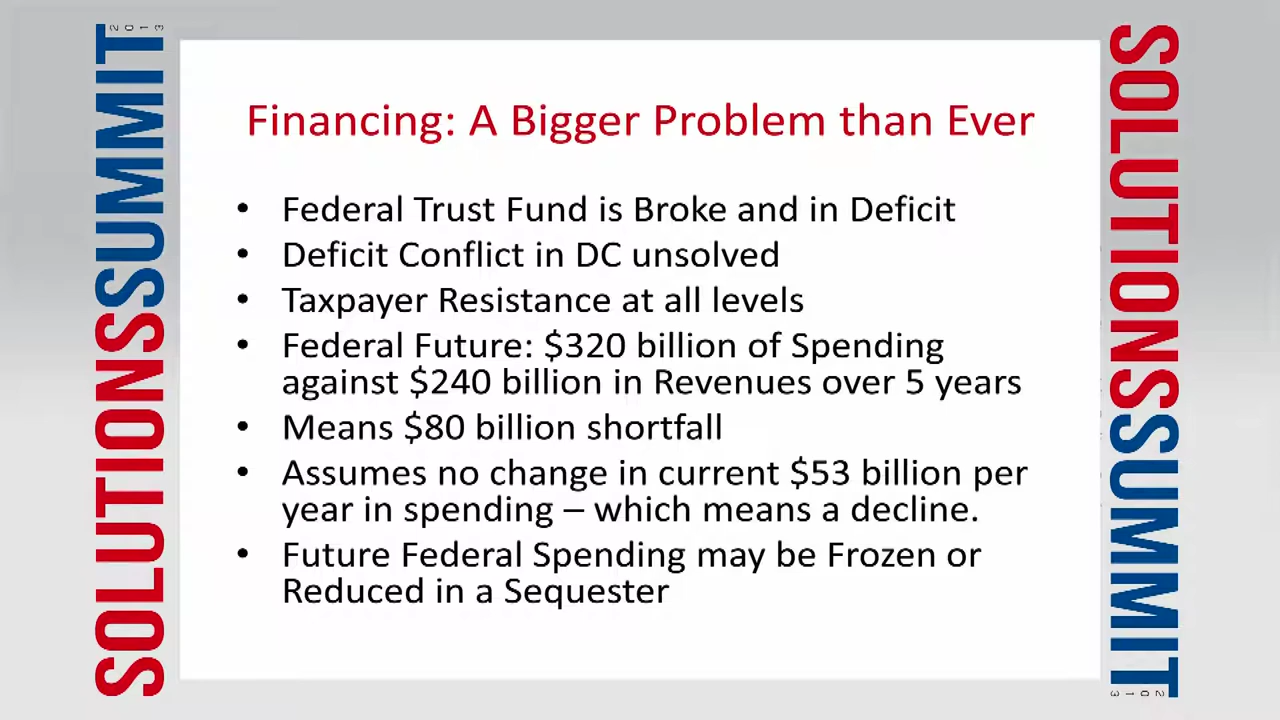 SOLUTIONSSUMMIT
2013
Financing: A Bigger Problem than Ever
• Federal Trust Fund is Broke and in Deficit
• Deficit Conflict in DC unsolved
• Taxpayer Resistance at all levels
• Federal Future: $320 billion of Spending
against $240 billion in Revenues over 5 years
• Means $80 billion shortfall
• Assumes no change in current $53 billion per
year in spending – which means a decline.
• Future Federal Spending may be Frozen or
Reduced in a Sequester
SOLUTIONSSUMMIT
2013